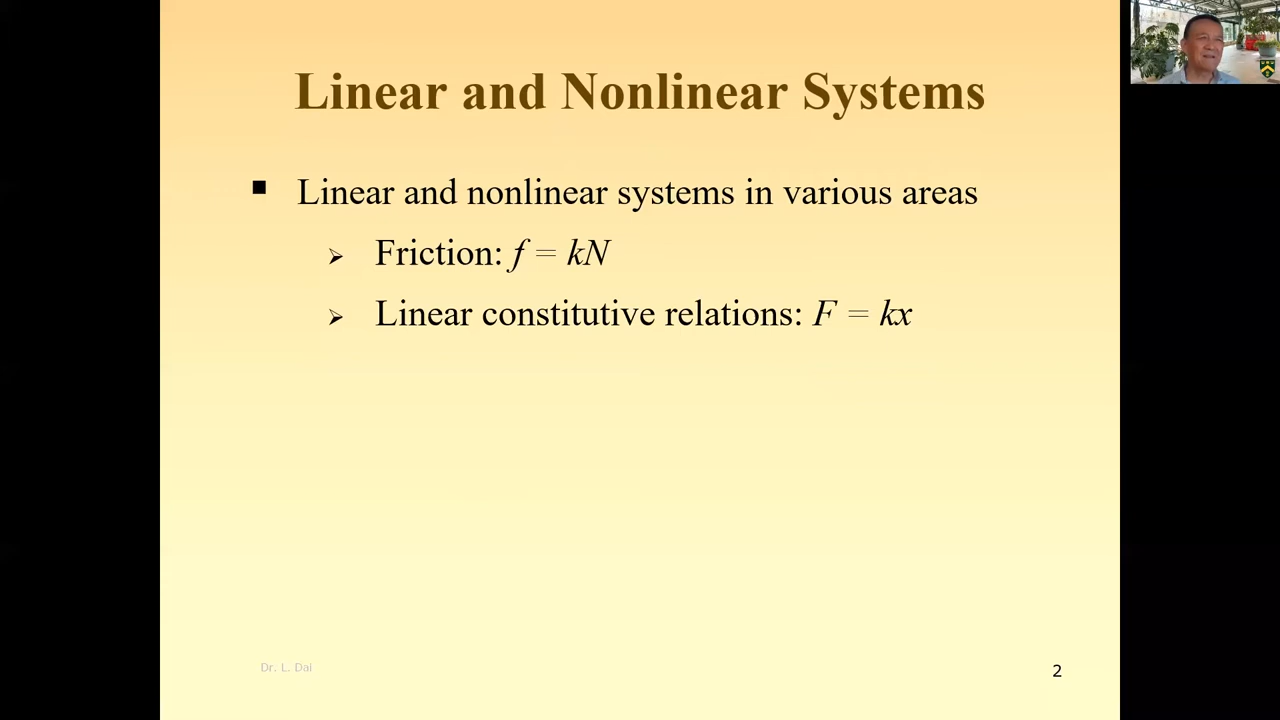 Linear and Nonlinear Systems
▪ Linear and nonlinear systems in various areas
➢ Friction: f = kN
➢ Linear constitutive relations: F = kx
Dr. L. Dai
2